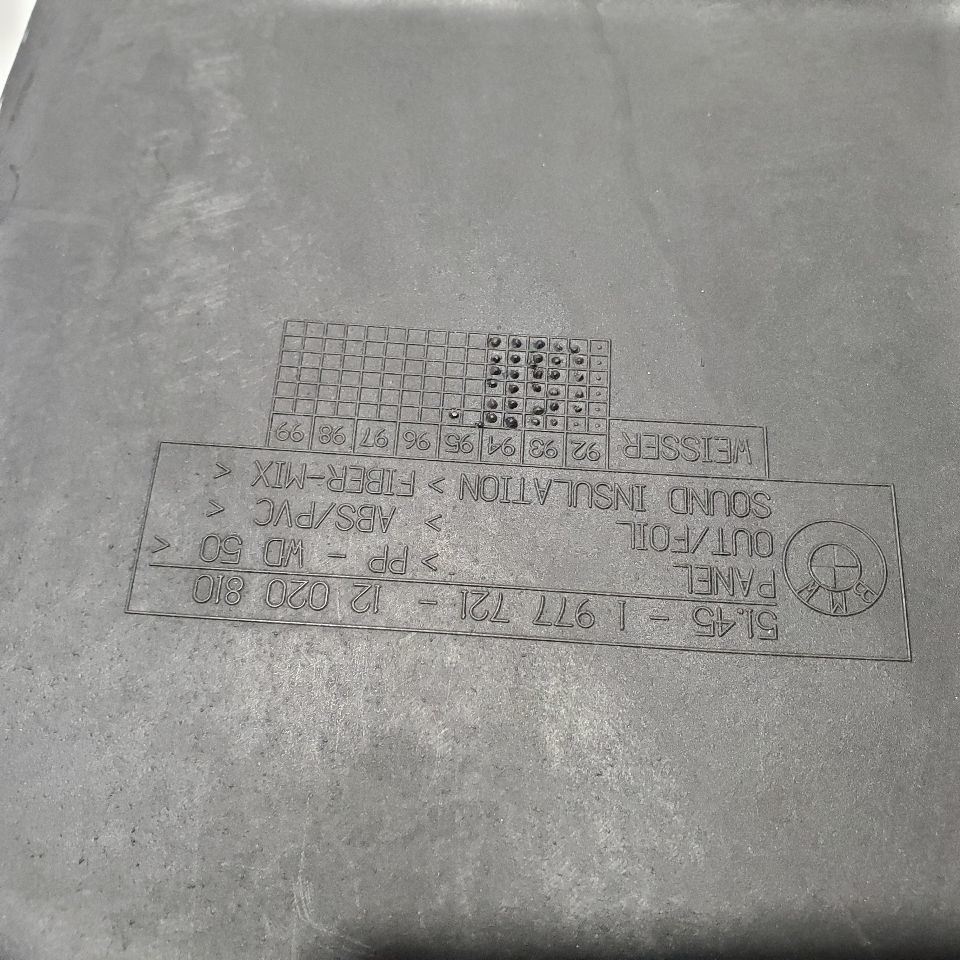 51.45 - 1 977 721 - 12 020 810
PANEL > PP - WD 50 <
OUT/FOIL > ABS/PVC <
SOUND INSULATION > FIBER-MIX <
BMW
WEISSER 92 93 94 95 96 97 98 99